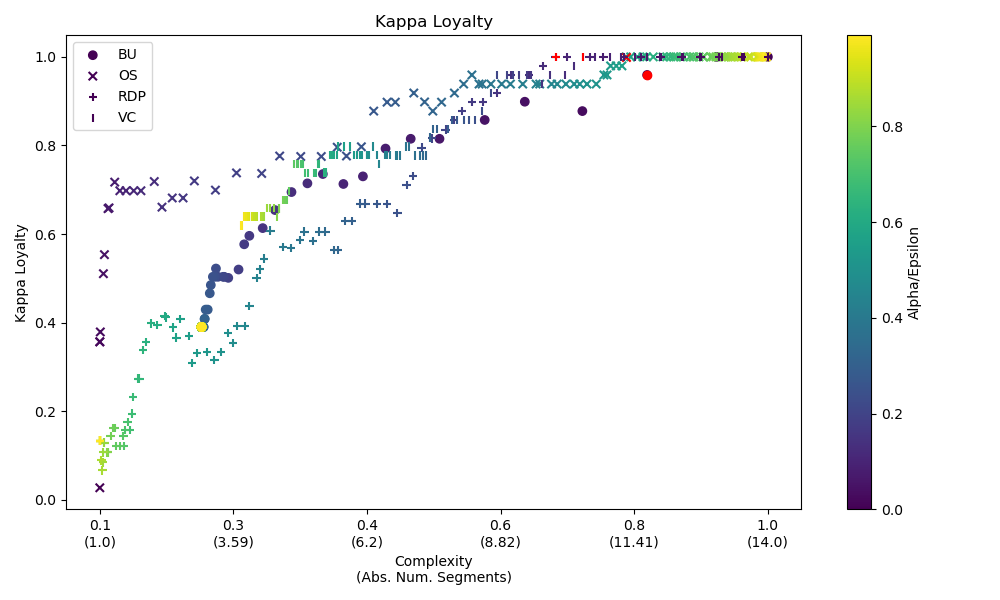 Kappa Loyalty
BU
OS
RDP
VC
Kappa Loyalty
1.0
0.8
0.6
0.4
0.2
0.0
0.1 0.3 0.4 0.6 0.8 1.0
(1.0) (3.59) (6.2) (8.82) (11.41) (14.0)
Complexity
(Abs. Num. Segments)
0.8
0.6
0.4
0.2
0.0
Alpha/Epsilon